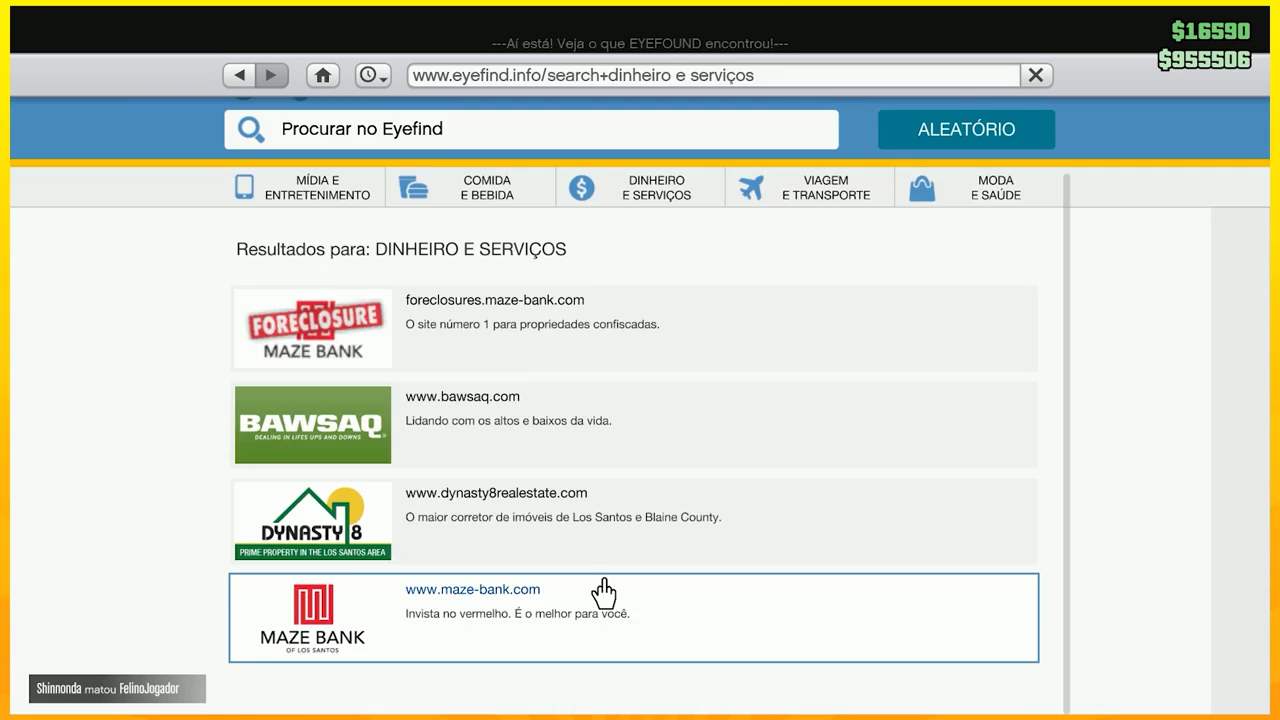 ---Aí está! Veja o que EYEFOUND encontrou!---
$16590
$955506
www.eyefind.info/search+dinheiro e serviços
Procurar no Eyefind
ALEATÓRIO
MÍDIA E
ENTRETENIMENTO
COMIDA
E BEBIDA
DINHEIRO
E SERVIÇOS
VIAGEM
E TRANSPORTE
MODA
E SAÚDE
Resultados para: DINHEIRO E SERVIÇOS
FORECLOSURE
MAZE BANK
foreclosures.maze-bank.com
O site número 1 para propriedades confiscadas.
BAWSAQ
DEALING IN LIFES UPS AND DOWNS
www.bawsaq.com
Lidando com os altos e baixos da vida.
DYNASTY 8
PRIME PROPERTY IN THE LOS SANTOS AREA
www.dynasty8realestate.com
O maior corretor de imóveis de Los Santos e Blaine County.
MAZE BANK
OF LOS SANTOS
www.maze-bank.com
Invista no vermelho. É o melhor para você.
Shinnonda matou FelinoJogador